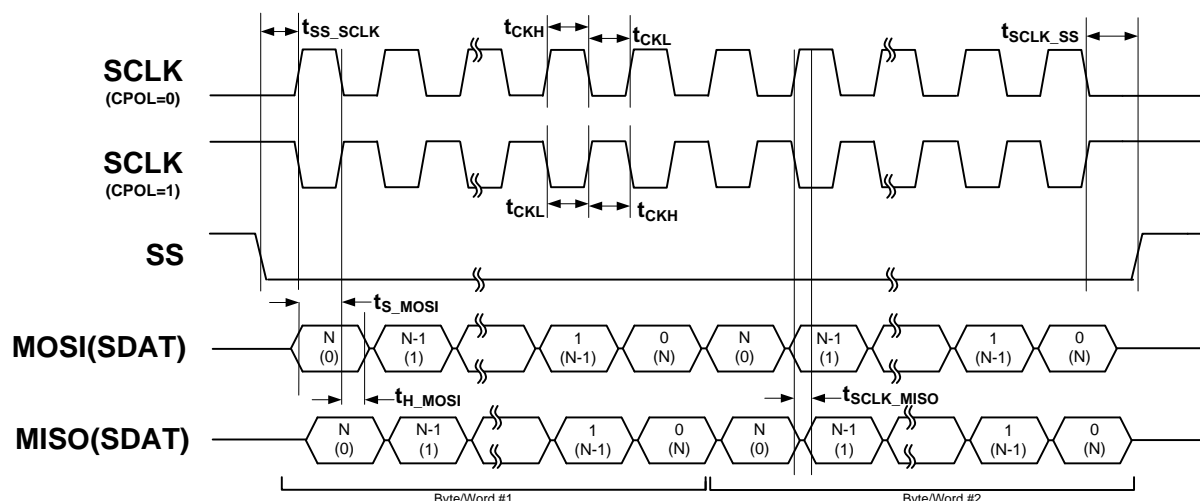 tSS_SCLK
tCKH
tCKL
tSCLK_SS
SCLK
(CPOL=0)
SCLK
(CPOL=1)
tCKL
tCKH
SS
tS_MOSI
MOSI(SDAT)
N
(0)
N-1
(1)
1
(N-1)
0
(N)
N
(0)
N-1
(1)
1
(N-1)
0
(N)
tH_MOSI
tSCLK_MISO
MISO(SDAT)
N
(0)
N-1
(1)
1
(N-1)
0
(N)
N
(0)
N-1
(1)
1
(N-1)
0
(N)
Byte/Word #1
Byte/Word #2